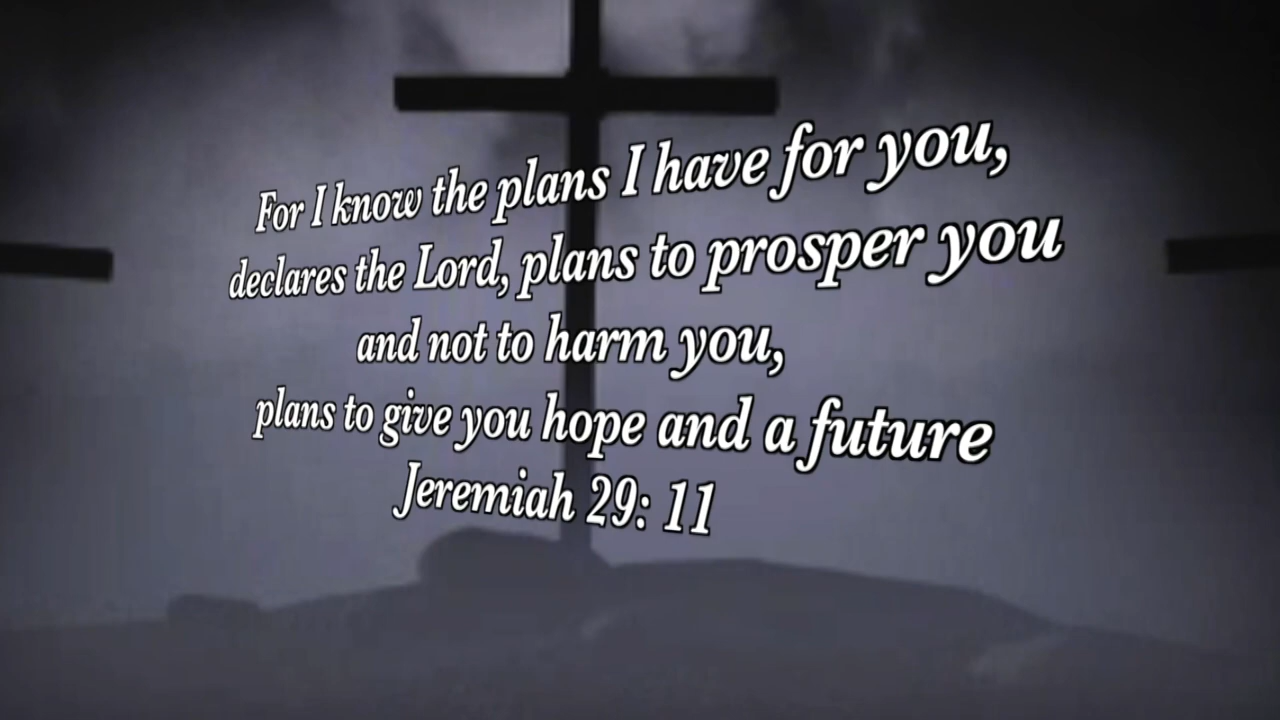 For I know the plans I have for you,
declares the Lord, plans to prosper you
and not to harm you,
plans to give you hope and a future
Jeremiah 29: 11